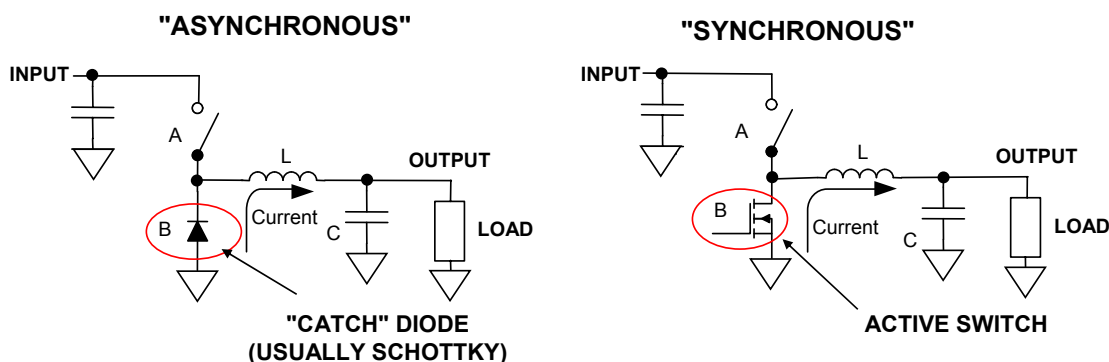 "ASYNCHRONOUS"
INPUT
A
L
OUTPUT
B
Current
C
LOAD
"CATCH" DIODE
(USUALLY SCHOTTKY)
"SYNCHRONOUS"
INPUT
A
L
OUTPUT
B
Current
C
LOAD
ACTIVE SWITCH